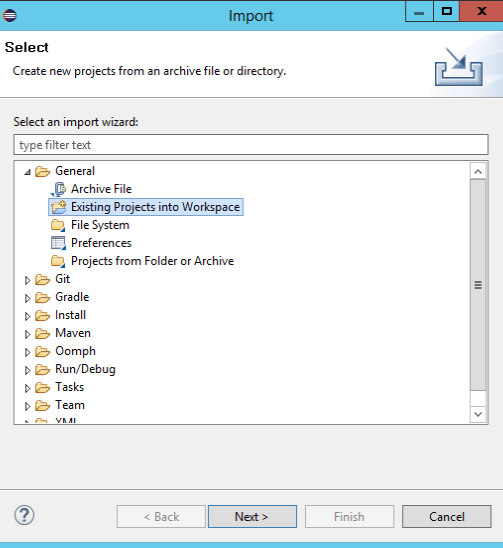 Import
Select
Create new projects from an archive file or directory.
Select an import wizard:
type filter text
General
Archive File
Existing Projects into Workspace
File System
Preferences
Projects from Folder or Archive
Git
Gradle
Install
Maven
Oomph
Run/Debug
Tasks
Team
XML
?
< Back
Next >
Finish
Cancel